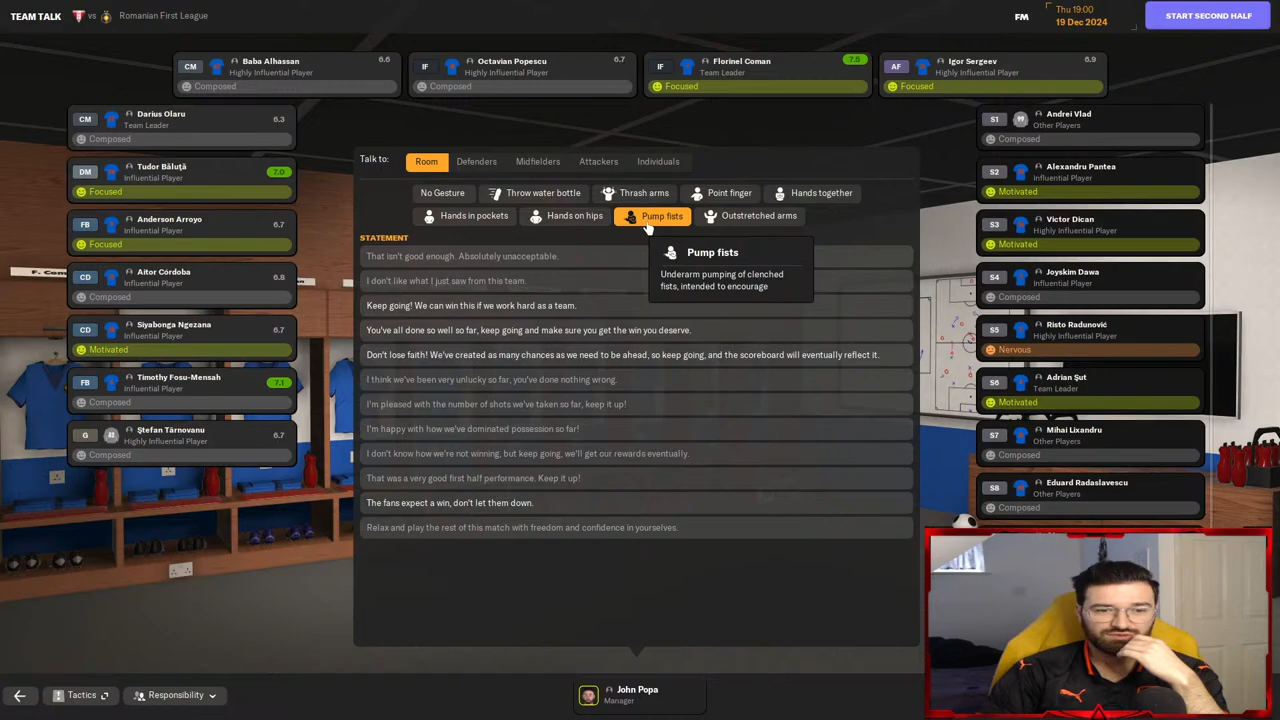 TEAM TALK vs Romanian First League
FM
Thu 19:00
19 Dec 2024
START SECOND HALF
CM Baba Alhassan 6.6
Highly Influential Player
Composed
IF Octavian Popescu 6.7
Highly Influential Player
Composed
IF Florinel Coman 7.8
Team Leader
Focused
AF Igor Sergeev 6.9
Highly Influential Player
Focused
CM Darius Olaru 6.3
Team Leader
Composed
DM Tudor Băluță 7.0
Influential Player
Focused
FB Anderson Arroyo 6.7
Influential Player
Focused
CD Aitor Córdoba 6.8
Influential Player
Composed
CD Siyabonga Ngezana 6.7
Influential Player
Motivated
FB Timothy Fosu-Mensah 7.1
Influential Player
Composed
G Ștefan Târnovanu 6.7
Highly Influential Player
Composed
Talk to: Room Defenders Midfielders Attackers Individuals
No Gesture Throw water bottle Thrash arms Point finger Hands together
Hands in pockets Hands on hips Pump fists Outstretched arms
STATEMENT
That isn't good enough. Absolutely unacceptable.
I don't like what I just saw from this team.
Keep going! We can win this if we work hard as a team.
You've all done so well so far, keep going and make sure you get the win you deserve.
Don't lose faith! We've created as many chances as we need to be ahead, so keep going, and the scoreboard will eventually reflect it.
I think we've been very unlucky so far, you've done nothing wrong.
I'm pleased with the number of shots we've taken so far, keep it up!
I'm happy with how we've dominated possession so far!
I don't know how we're not winning, but keep going, we'll get our rewards eventually.
That was a very good first half performance. Keep it up!
The fans expect a win, don't let them down.
Relax and play the rest of this match with freedom and confidence in yourselves.
Pump fists
Underarm pumping of clenched
fists, intended to encourage
S1 Andrei Vlad
Other Players
Composed
S2 Alexandru Pantea
Influential Player
Motivated
S3 Victor Dican
Highly Influential Player
Motivated
S4 Joyskim Dawa
Influential Player
Composed
S5 Risto Radunović
Highly Influential Player
Nervous
S6 Adrian Șut
Team Leader
Motivated
S7 Mihai Lixandru
Other Players
Composed
S8 Eduard Radaslavescu
Other Players
Composed
Tactics Responsibility
John Popa
Manager